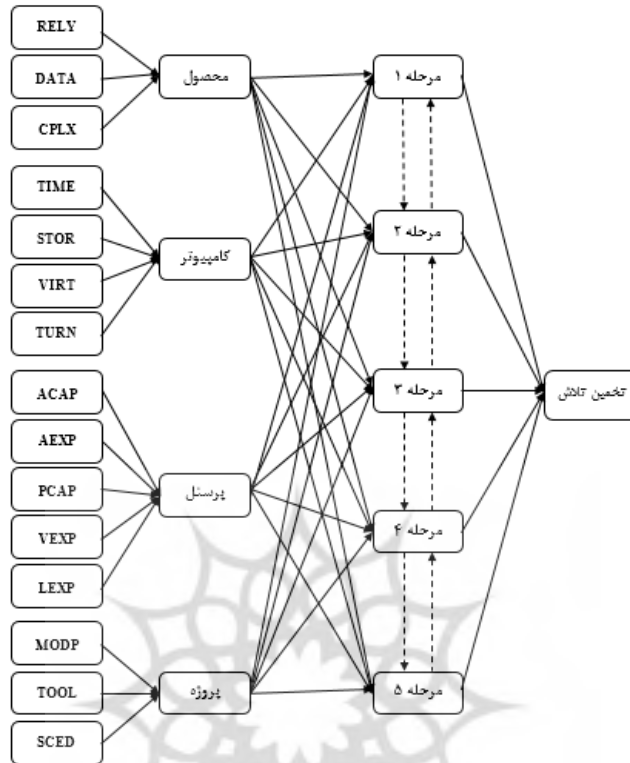 RELY
DATA
CPLX
TIME
STOR
VIRT
TURN
ACAP
AEXP
PCAP
VEXP
LEXP
MODP
TOOL
SCED
محصول
کامپیوتر
پرسنل
پروژه
مرحله ۱
مرحله ۲
مرحله ۳
مرحله ۴
مرحله ۵
تخمین تلاش